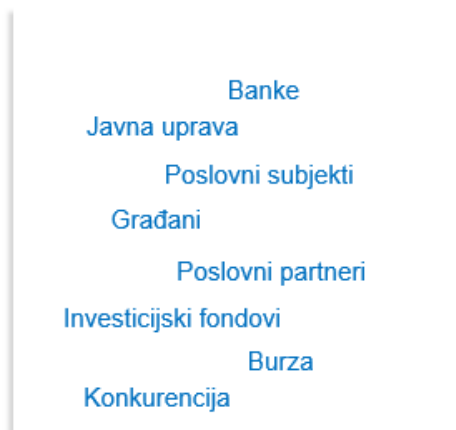 Banke
Javna uprava
Poslovni subjekti
Građani
Poslovni partneri
Investicijski fondovi
Burza
Konkurencija